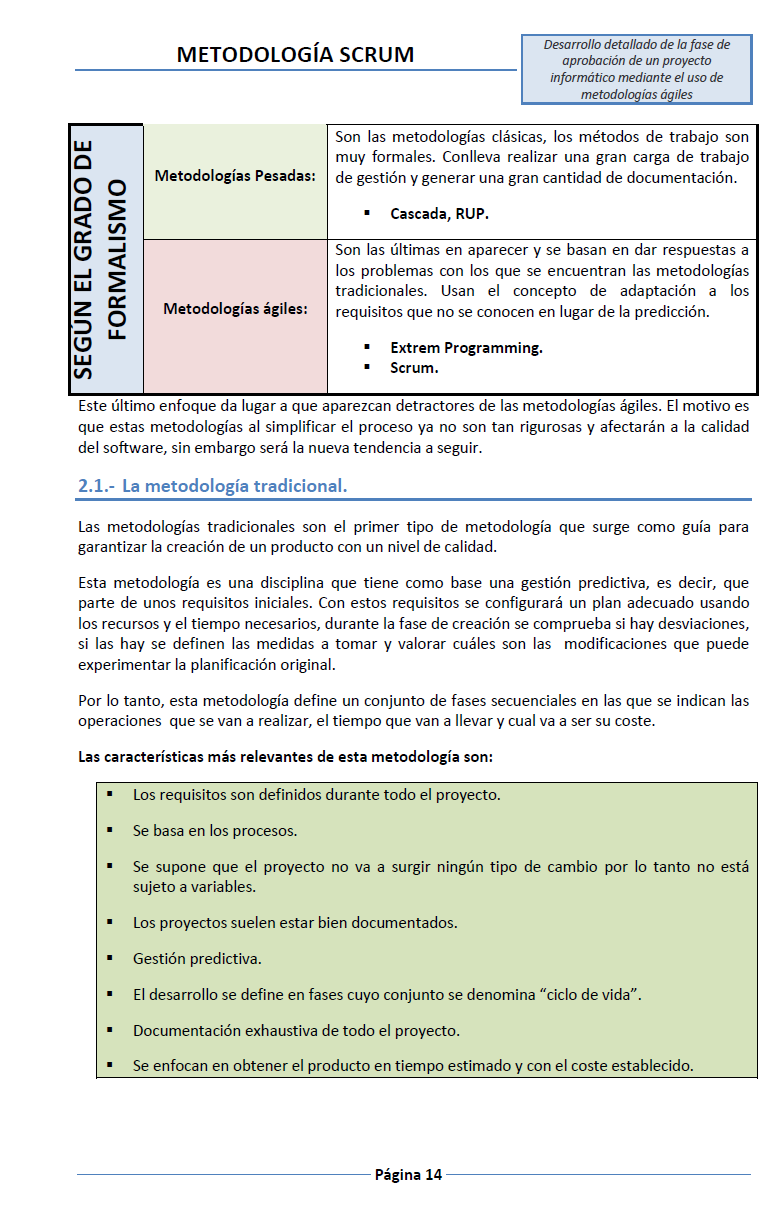 METODOLOGÍA SCRUM
Desarrollo detallado de la fase de
aprobación de un proyecto
informático mediante el uso de
metodologías ágiles
SEGÚN EL GRADO DE
FORMALISMO
Metodologías Pesadas:
Son las metodologías clásicas, los métodos de trabajo son
muy formales. Conlleva realizar una gran carga de trabajo
de gestión y generar una gran cantidad de documentación.
▪ Cascada, RUP.
Metodologías ágiles:
Son las últimas en aparecer y se basan en dar respuestas a
los problemas con los que se encuentran las metodologías
tradicionales. Usan el concepto de adaptación a los
requisitos que no se conocen en lugar de la predicción.
▪ Extrem Programming.
▪ Scrum.
Este último enfoque da lugar a que aparezcan detractores de las metodologías ágiles. El motivo es
que estas metodologías al simplificar el proceso ya no son tan rigurosas y afectarán a la calidad
del software, sin embargo será la nueva tendencia a seguir.
2.1.- La metodología tradicional.
Las metodologías tradicionales son el primer tipo de metodología que surge como guía para
garantizar la creación de un producto con un nivel de calidad.
Esta metodología es una disciplina que tiene como base una gestión predictiva, es decir, que
parte de unos requisitos iniciales. Con estos requisitos se configurará un plan adecuado usando
los recursos y el tiempo necesarios, durante la fase de creación se comprueba si hay desviaciones,
si las hay se definen las medidas a tomar y valorar cuáles son las modificaciones que puede
experimentar la planificación original.
Por lo tanto, esta metodología define un conjunto de fases secuenciales en las que se indican las
operaciones que se van a realizar, el tiempo que van a llevar y cual va a ser su coste.
Las características más relevantes de esta metodología son:
▪ Los requisitos son definidos durante todo el proyecto.
▪ Se basa en los procesos.
▪ Se supone que el proyecto no va a surgir ningún tipo de cambio por lo tanto no está
sujeto a variables.
▪ Los proyectos suelen estar bien documentados.
▪ Gestión predictiva.
▪ El desarrollo se define en fases cuyo conjunto se denomina “ciclo de vida”.
▪ Documentación exhaustiva de todo el proyecto.
▪ Se enfocan en obtener el producto en tiempo estimado y con el coste establecido.
Página 14